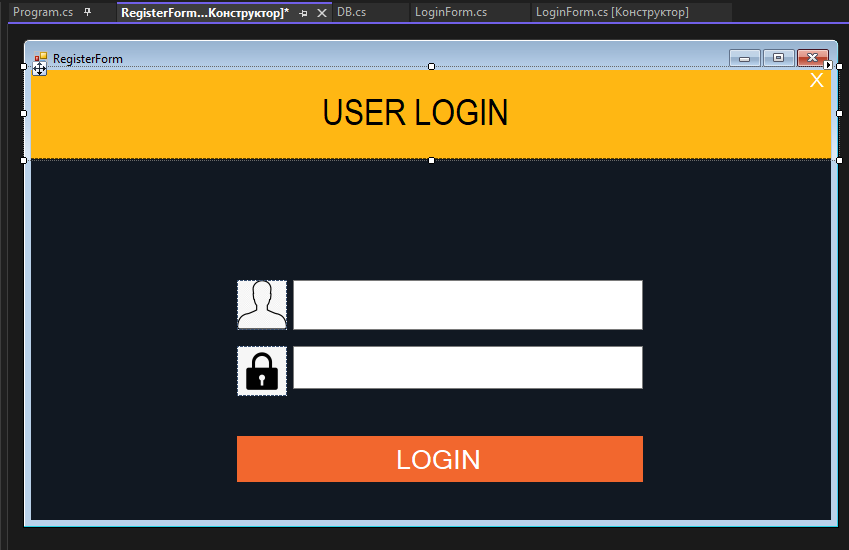 Program.cs RegisterForm...Конструктор]* DB.cs LoginForm.cs LoginForm.cs [Конструктор]
RegisterForm
X
USER LOGIN
LOGIN